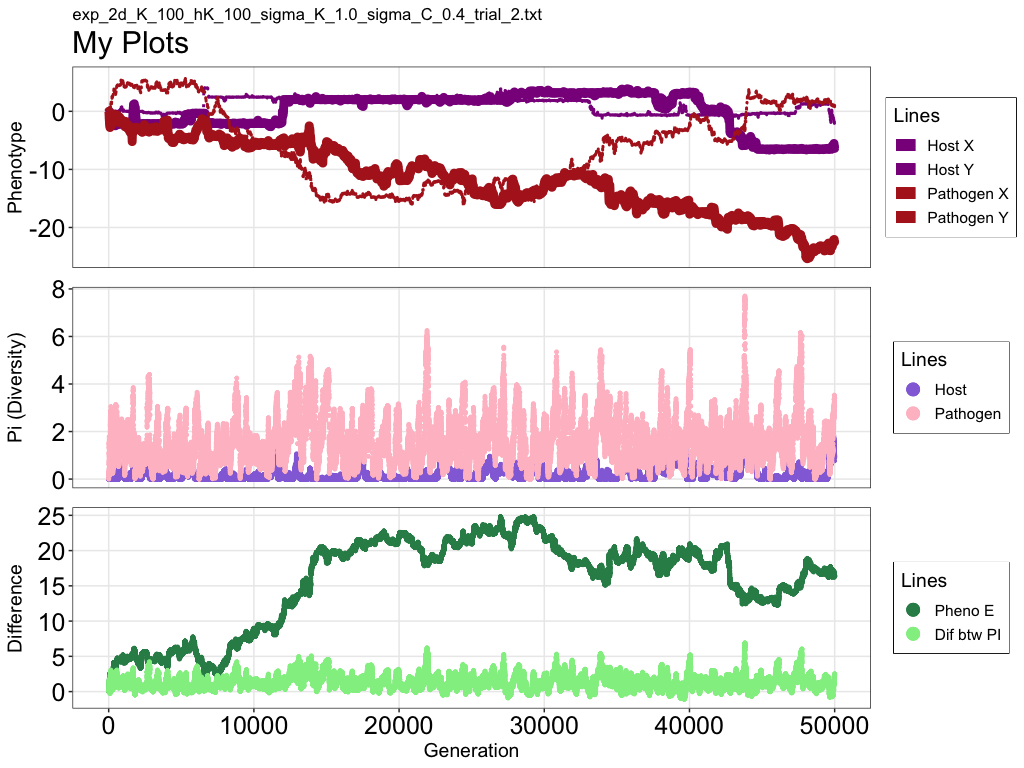 exp_2d_K_100_hK_100_sigma_K_1.0_sigma_C_0.4_trial_2.txt
My Plots
Phenotype
0
-10
-20
Lines
Host X
Host Y
Pathogen X
Pathogen Y
Pi (Diversity)
8
6
4
2
0
Lines
Host
Pathogen
Difference
25
20
15
10
5
0
Lines
Pheno E
Dif btw PI
0 10000 20000 30000 40000 50000
Generation